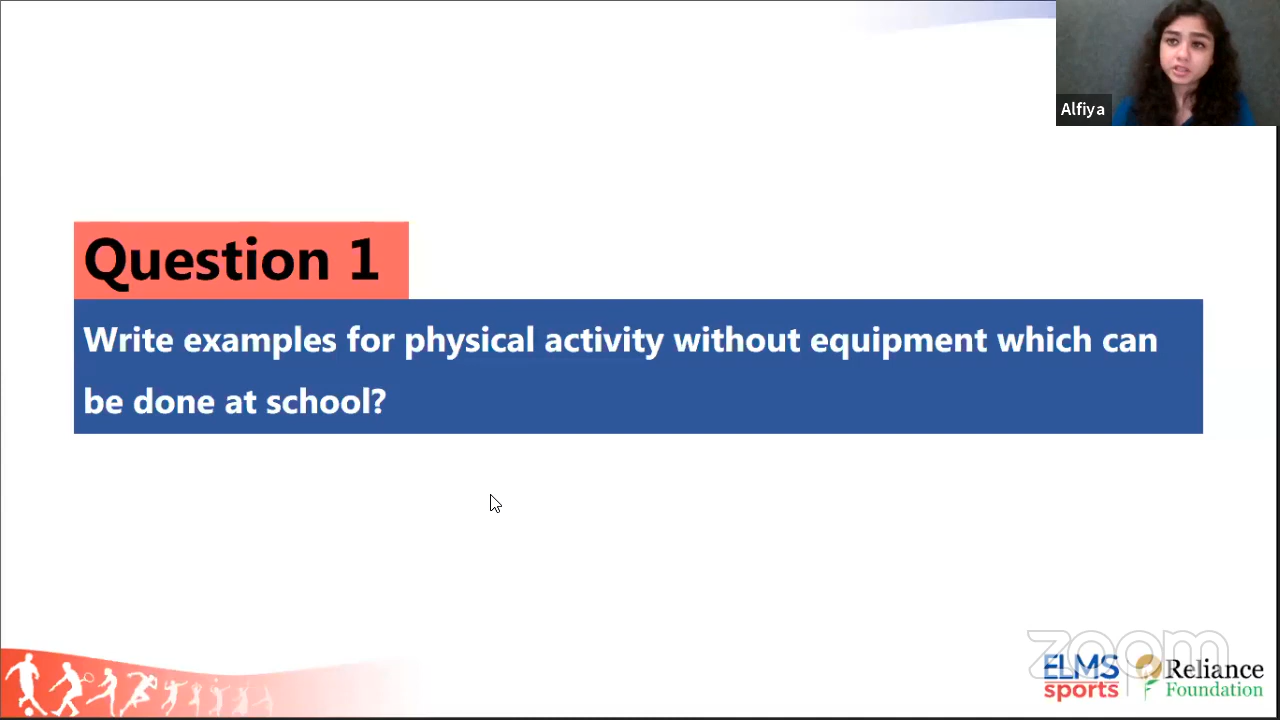 Alfiya
Question 1
Write examples for physical activity without equipment which can
be done at school?
zoom
ELMS
sports
Reliance
Foundation